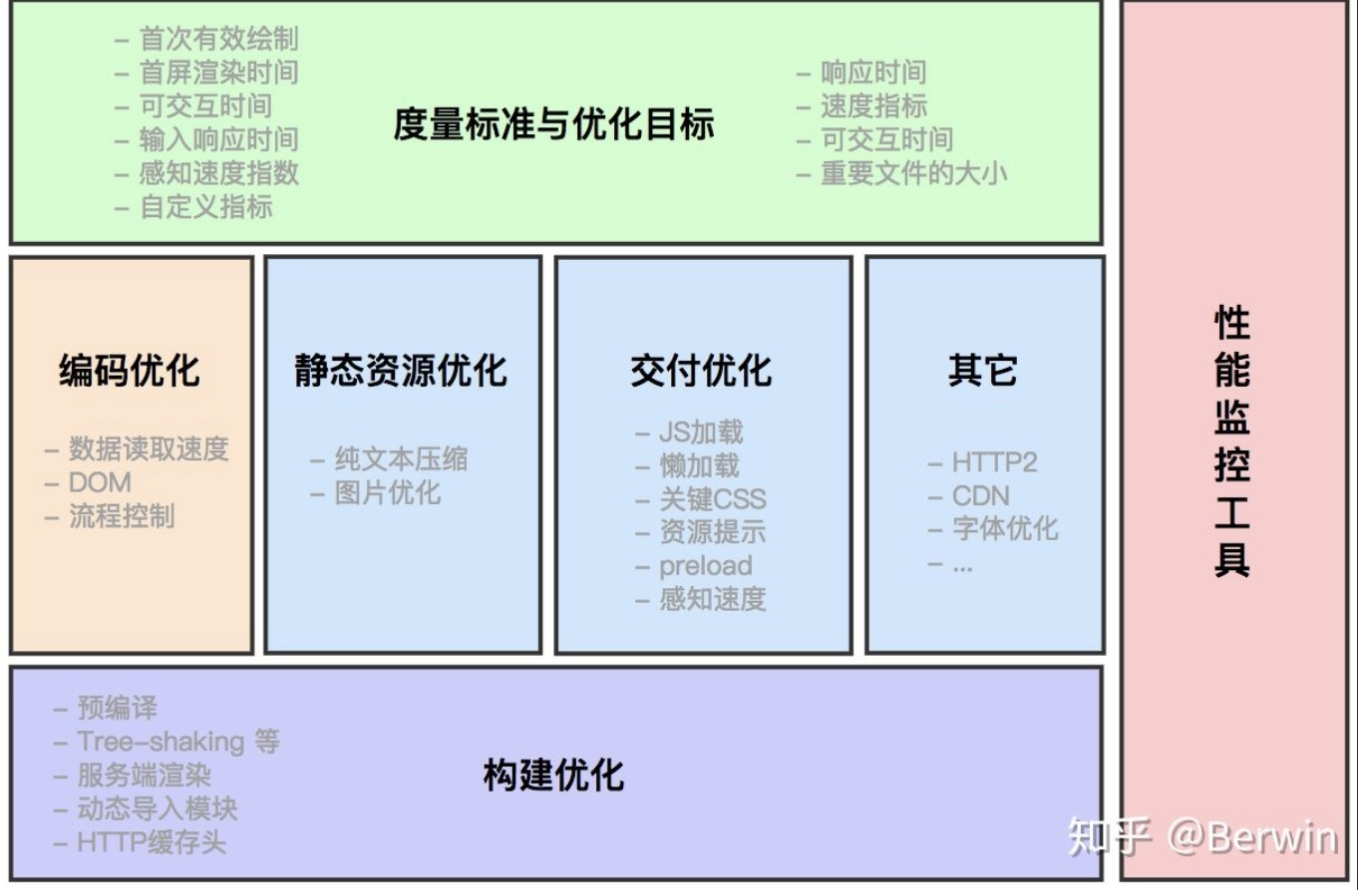 – 首次有效绘制
– 首屏渲染时间
– 可交互时间
– 输入响应时间
– 感知速度指数
– 自定义指标
度量标准与优化目标
– 响应时间
– 速度指标
– 可交互时间
– 重要文件的大小
编码优化
– 数据读取速度
– DOM
– 流程控制
静态资源优化
– 纯文本压缩
– 图片优化
交付优化
– JS加载
– 懒加载
– 关键CSS
– 资源提示
– preload
– 感知速度
其它
– HTTP2
– CDN
– 字体优化
– ...
– 预编译
– Tree-shaking 等
– 服务端渲染
– 动态导入模块
– HTTP缓存头
构建优化
性能监控工具
知乎 @Berwin